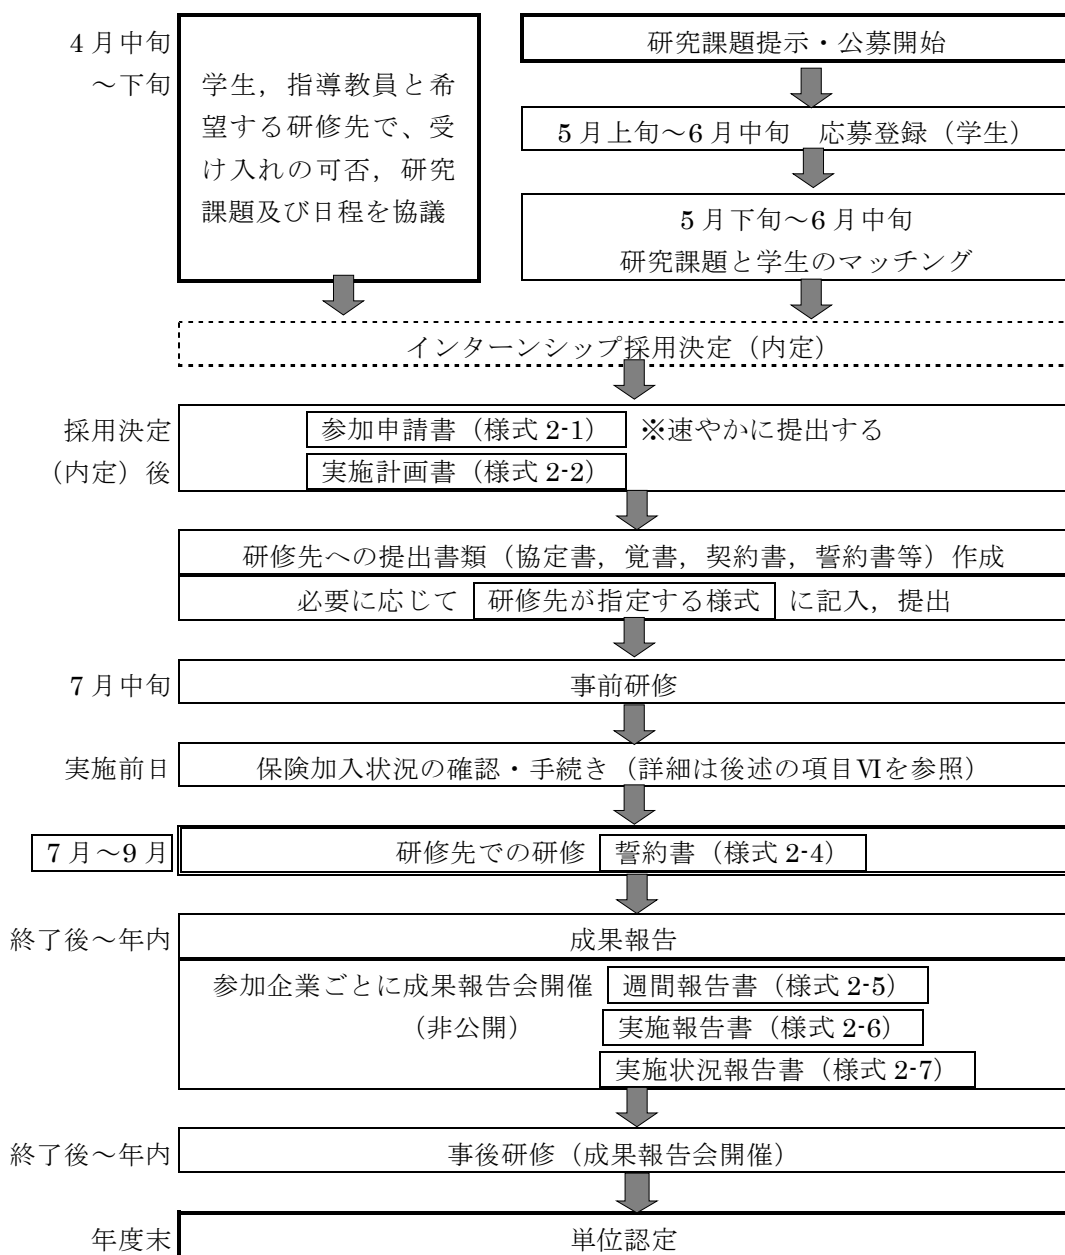 4月中旬
～下旬
学生，指導教員と希
望する研修先で、受
け入れの可否，研究
課題及び日程を協議
研究課題提示・公募開始
5月上旬～6月中旬　応募登録（学生）
5月下旬～6月中旬
研究課題と学生のマッチング
インターンシップ採用決定（内定）
採用決定
（内定）後
参加申請書（様式 2-1） ※速やかに提出する
実施計画書（様式 2-2）
研修先への提出書類（協定書，覚書，契約書，誓約書等）作成
必要に応じて 研修先が指定する様式 に記入，提出
7月中旬 事前研修
実施前日 保険加入状況の確認・手続き（詳細は後述の項目Ⅵを参照）
7月～9月 研修先での研修 誓約書（様式 2-4）
終了後～年内 成果報告
参加企業ごとに成果報告会開催 週間報告書（様式 2-5）
（非公開） 実施報告書（様式 2-6）
実施状況報告書（様式 2-7）
終了後～年内 事後研修（成果報告会開催）
年度末 単位認定